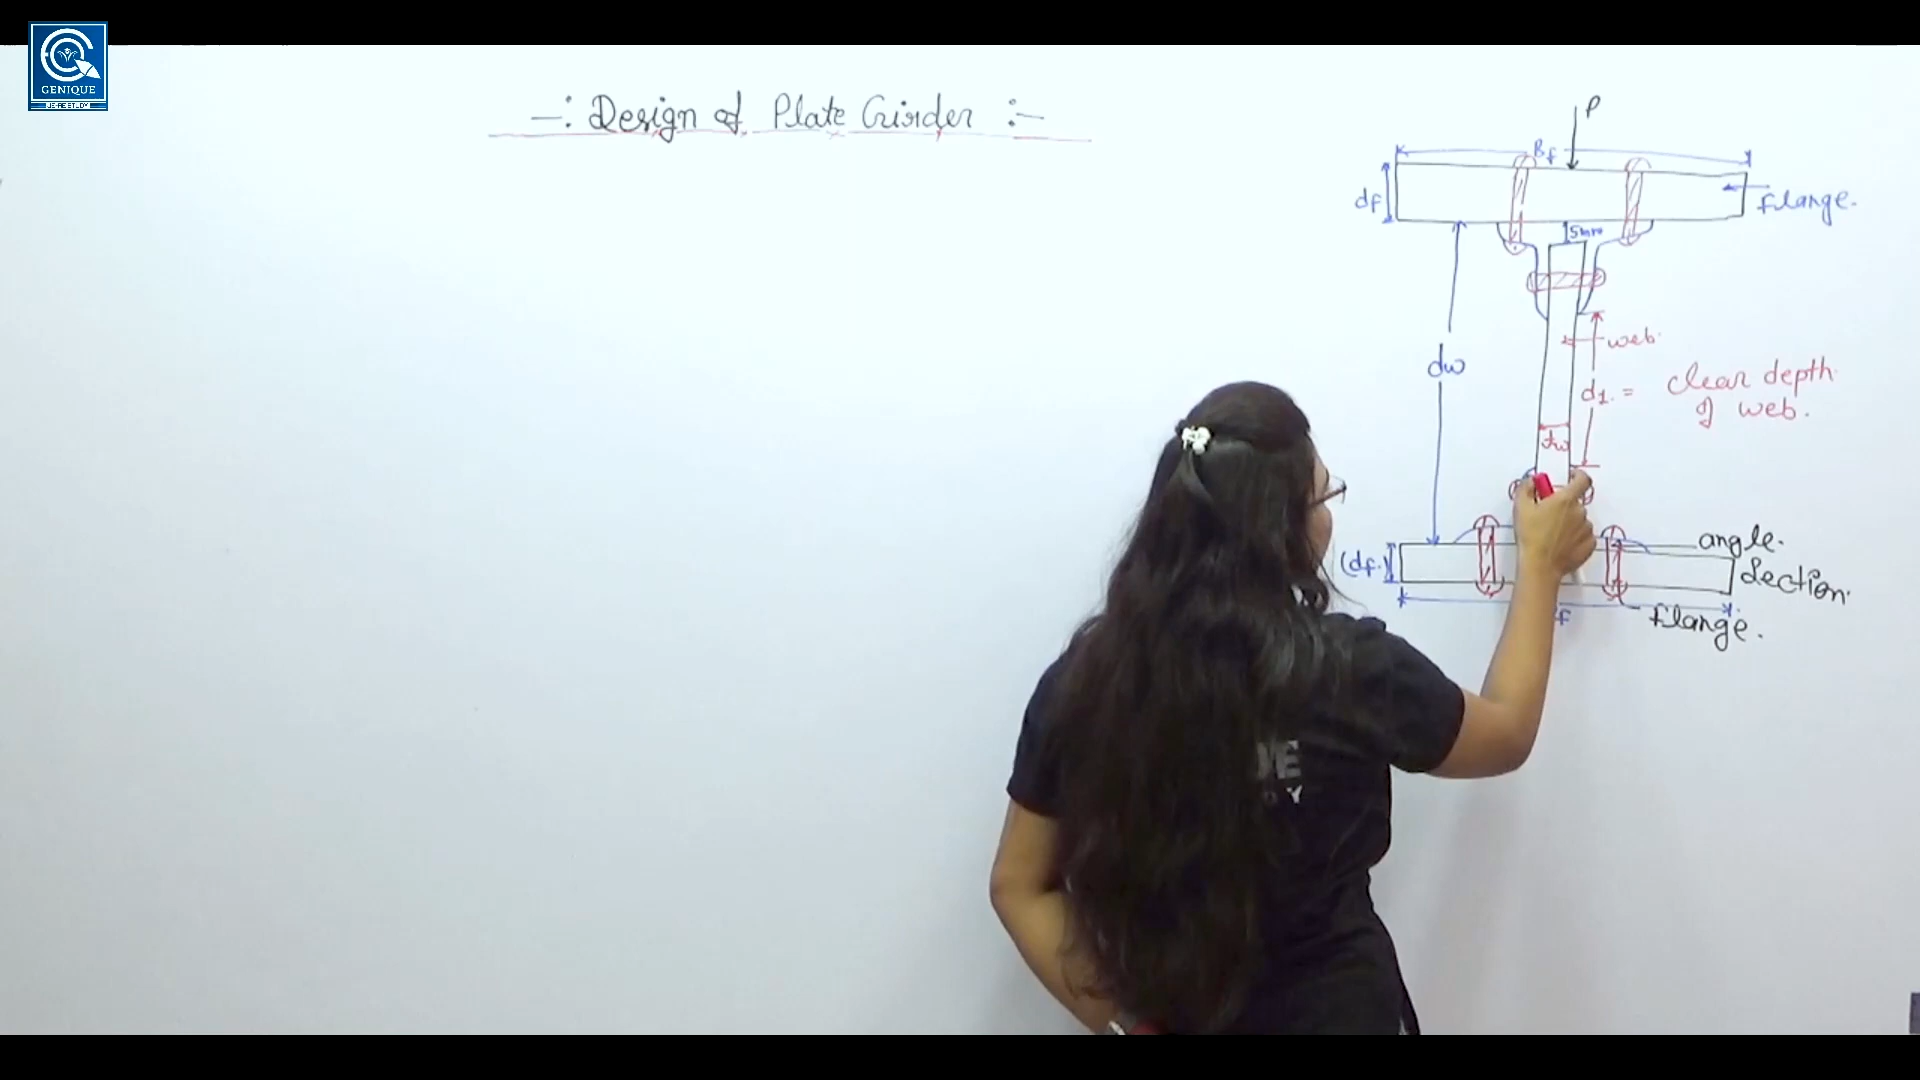 GENIQUE
-: Design of Plate Girder :-
P
Bf
df
flange.
5mm
web.
dw
d1. = clear depth
of web.
tw
angle.
(df.)
Section.
f
flange.